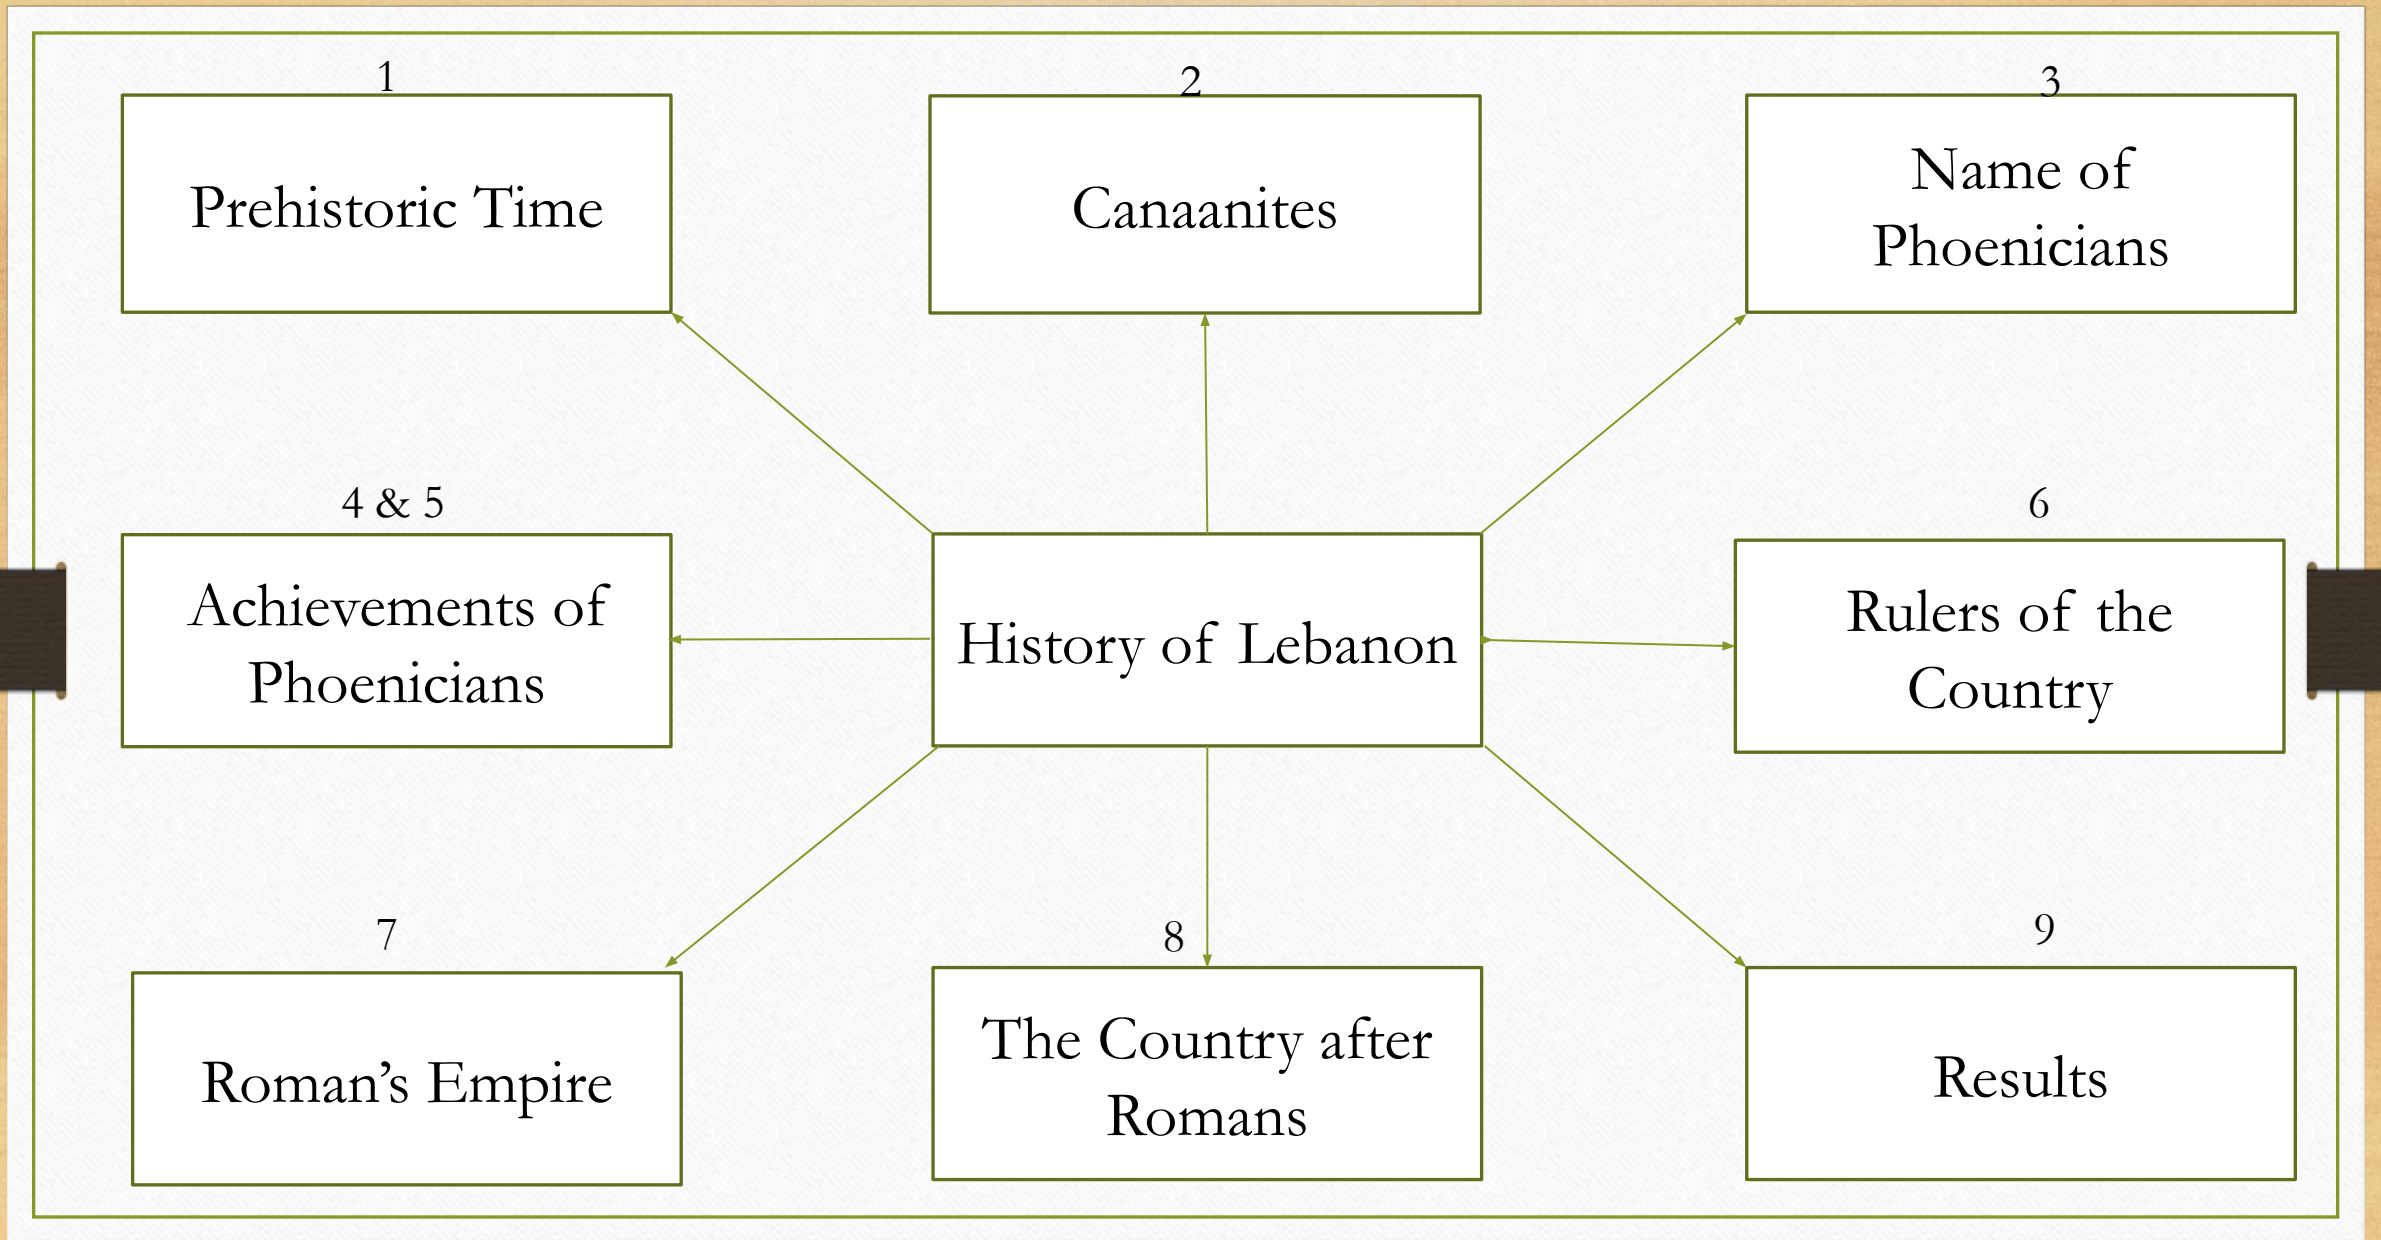 1
Prehistoric Time
2
Canaanites
3
Name of
Phoenicians
4 & 5
Achievements of
Phoenicians
History of Lebanon
6
Rulers of the
Country
7
Roman’s Empire
8
The Country after
Romans
9
Results